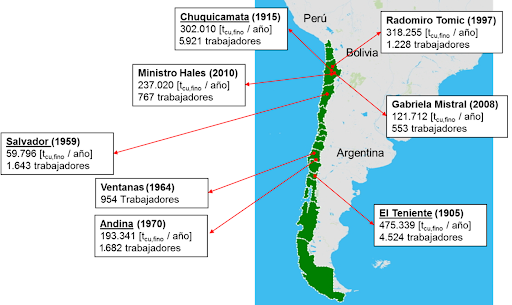 Chuquicamata (1915)
302.010 [tcu,fino / año]
5.921 trabajadores
Perú
Radomiro Tomic (1997)
318.255 [tcu,fino / año]
1.228 trabajadores
Bolivia
Ministro Hales (2010)
237.020 [tcu,fino / año]
767 trabajadores
Gabriela Mistral (2008)
121.712 [tcu,fino / año]
553 trabajadores
Salvador (1959)
59.796 [tcu,fino / año]
1.643 trabajadores
Argentina
Ventanas (1964)
954 Trabajadores
Andina (1970)
193.341 [tcu,fino / año]
1.682 trabajadores
El Teniente (1905)
475.339 [tcu,fino / año]
4.524 trabajadores